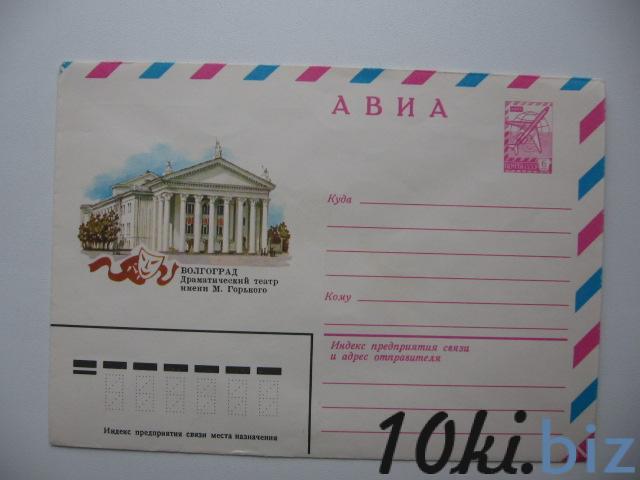 АВИА
Куда
ВОЛГОГРАД
Драматический театр
имени М. Горького
Кому
Индекс предприятия связи
и адрес отправителя
Индекс предприятия связи места назначения
10ki.biz